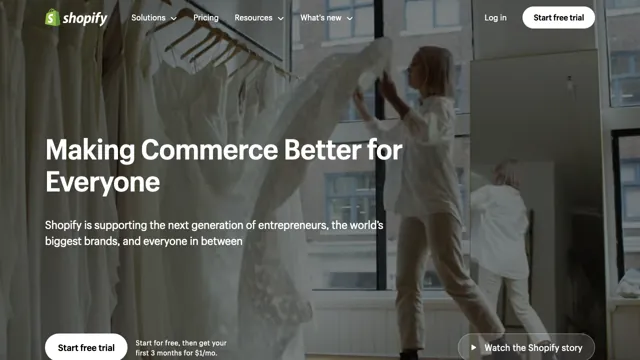 shopify
Solutions
Pricing
Resources
What's new
Log in
Start free trial
Making Commerce Better for
Everyone
Shopify is supporting the next generation of entrepreneurs, the world's
biggest brands, and everyone in between
Start free trial
Start for free, then get your
first 3 months for $1/mo.
Watch the Shopify story